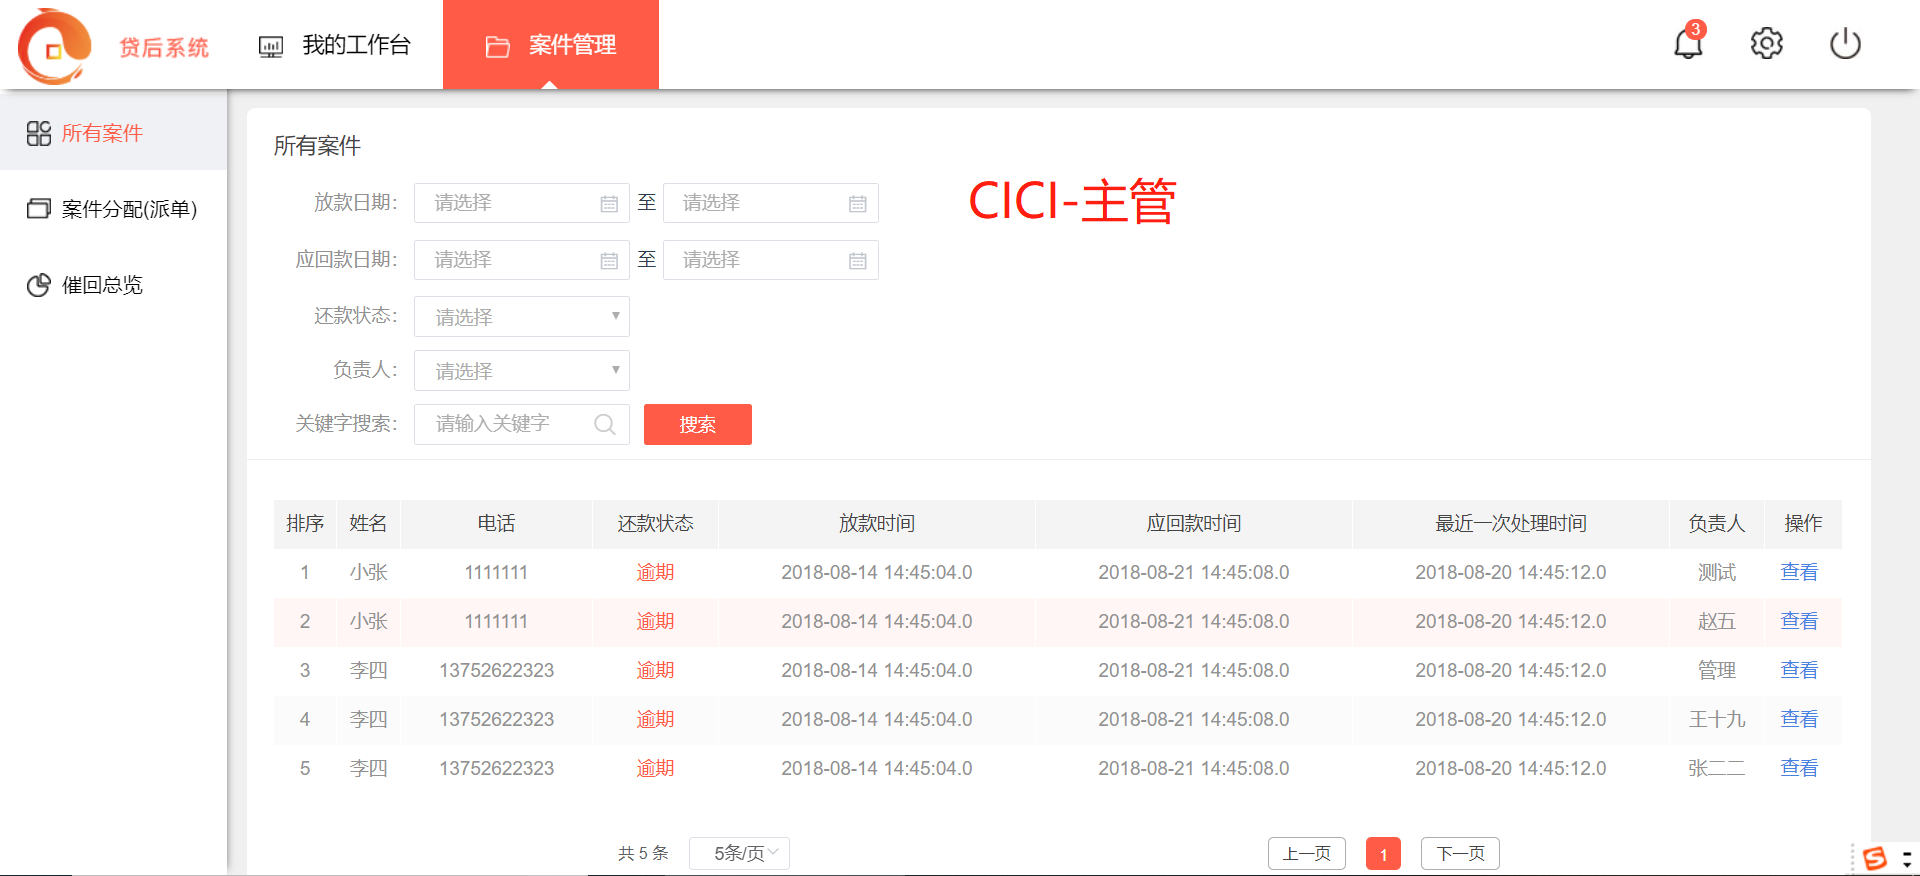 贷后系统 我的工作台 案件管理 3
所有案件
案件分配(派单)
催回总览
所有案件
放款日期： 请选择 至 请选择
CICI-主管
应回款日期： 请选择 至 请选择
还款状态： 请选择
负责人： 请选择
关键字搜索： 请输入关键字 搜索
排序 姓名 电话 还款状态 放款时间 应回款时间 最近一次处理时间 负责人 操作
1 小张 1111111 逾期 2018-08-14 14:45:04.0 2018-08-21 14:45:08.0 2018-08-20 14:45:12.0 测试 查看
2 小张 1111111 逾期 2018-08-14 14:45:04.0 2018-08-21 14:45:08.0 2018-08-20 14:45:12.0 赵五 查看
3 李四 13752622323 逾期 2018-08-14 14:45:04.0 2018-08-21 14:45:08.0 2018-08-20 14:45:12.0 管理 查看
4 李四 13752622323 逾期 2018-08-14 14:45:04.0 2018-08-21 14:45:08.0 2018-08-20 14:45:12.0 王十九 查看
5 李四 13752622323 逾期 2018-08-14 14:45:04.0 2018-08-21 14:45:08.0 2018-08-20 14:45:12.0 张二二 查看
共 5 条 5条/页 上一页 1 下一页